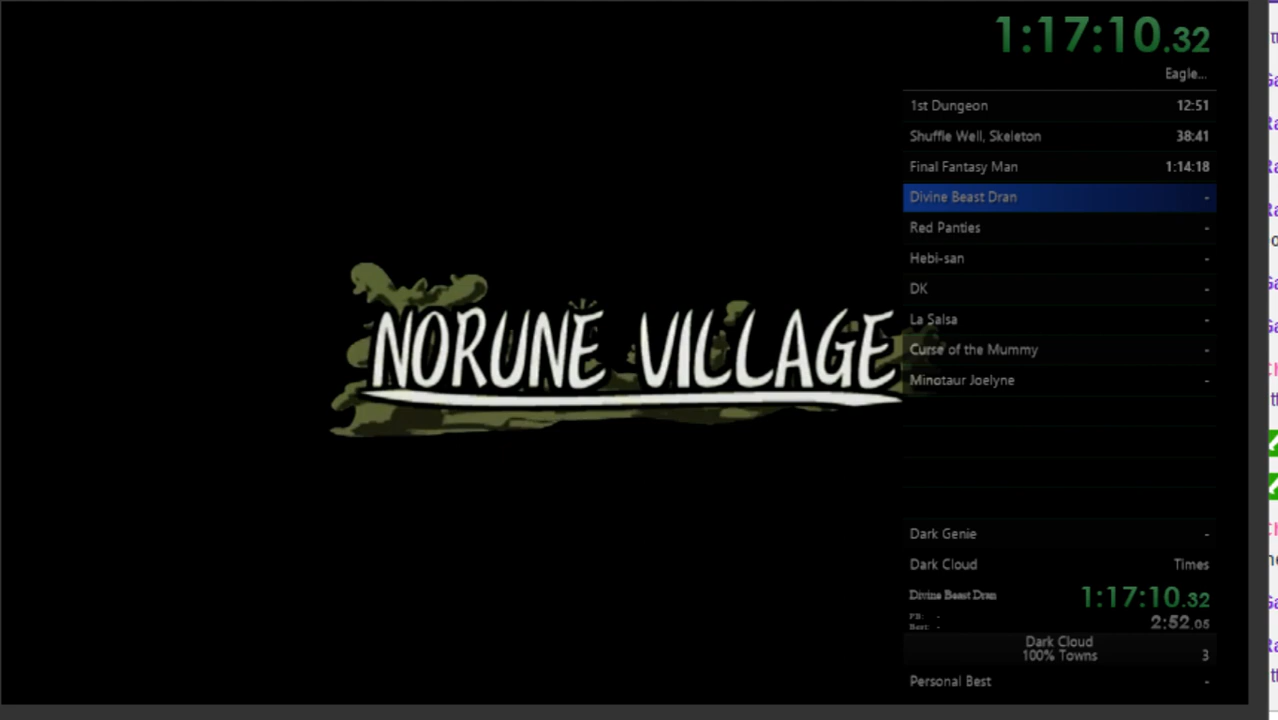 1:17:10.32
Eagle...
1st Dungeon 12:51
Shuffle Well, Skeleton 38:41
Final Fantasy Man 1:14:18
Divine Beast Dran -
Red Panties -
Hebi-san -
DK -
La Salsa -
Curse of the Mummy -
Minotaur Joelyne -
NORUNE VILLAGE
Dark Genie -
Dark Cloud Times
Divine Beast Dran 1:17:10.32
PB: -
Best: - 2:52.05
Dark Cloud
100% Towns 3
Personal Best -